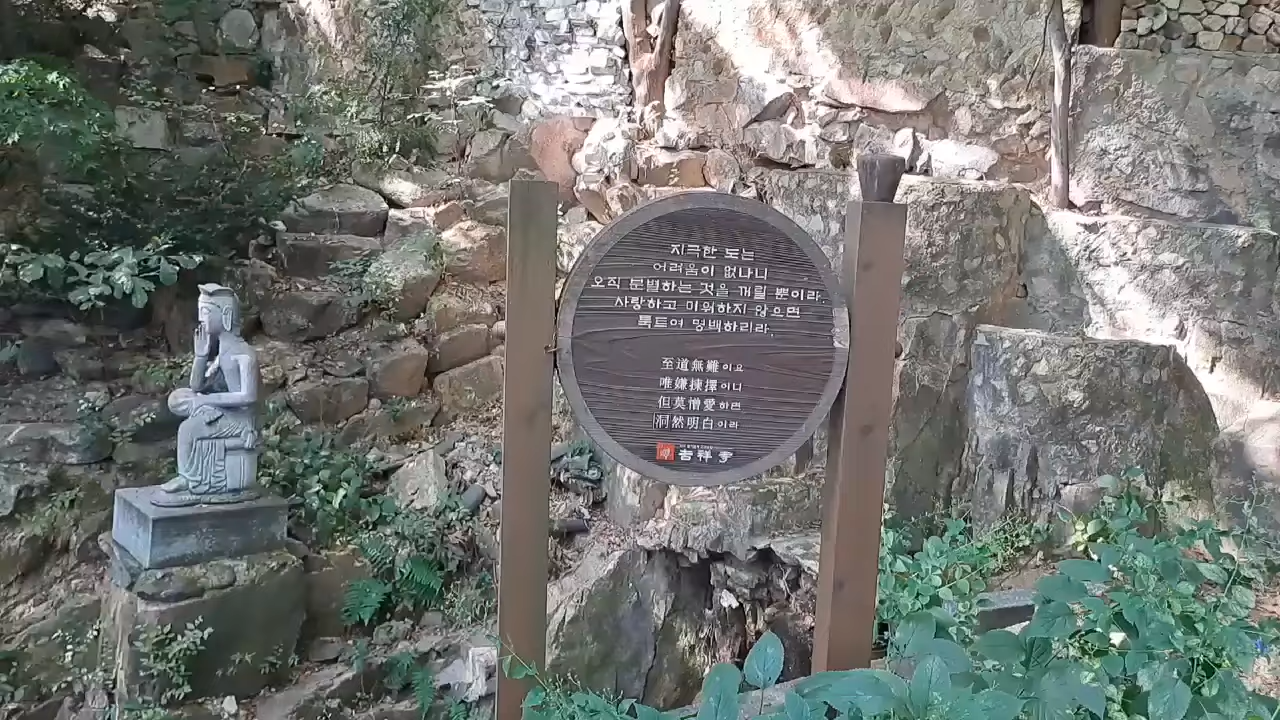 지극한 도는
어려움이 없나니
오직 분별하는 것을 꺼릴 뿐이라.
사랑하고 미워하지 않으면
툭트여 명백하리라.
至道無難이요
唯嫌揀擇이니
但莫憎愛하면
洞然明白이라
吉祥寺